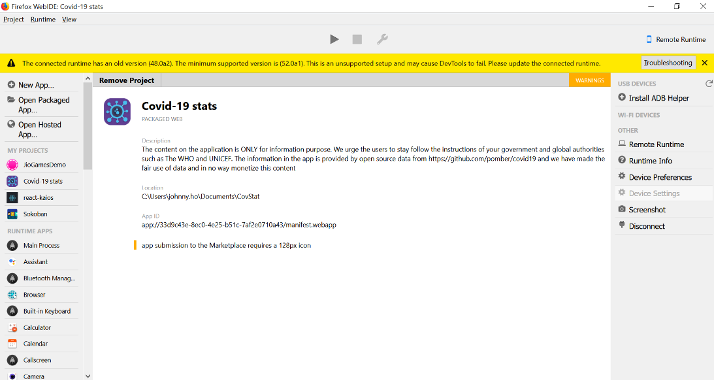 Firefox WebIDE: Covid-19 stats
Project Runtime View
Remote Runtime
The connected runtime has an old version (48.0a2). The minimum supported version is (52.0a1). This is an unsupported setup and may cause DevTools to fail. Please update the connected runtime.
Troubleshooting
New App...
Open Packaged
App...
Open Hosted
App...
MY PROJECTS
JioGamesDemo
Covid-19 stats
react-kaios
Sokoban
RUNTIME APPS
Main Process
Assistant
Bluetooth Manag...
Browser
Built-in Keyboard
Calculator
Calendar
Callscreen
Camera
Remove Project
WARNINGS
Covid-19 stats
PACKAGED WEB
Description
The content on the application is ONLY for information purpose. We urge the users to stay follow the instructions of your government and global authorities
such as The WHO and UNICEF. The information in the app is provided by open source data from https://github.com/pomber/covid19 and we have made the
fair use of data and in no way monetize this content
Location
C:\Users\johnny.ho\Documents\CovStat
App ID
app://33d9c43e-8ec0-4e25-b51c-7af2e0710a43/manifest.webapp
app submission to the Marketplace requires a 128px icon
USB DEVICES
Install ADB Helper
WI-FI DEVICES
OTHER
Remote Runtime
Runtime Info
Device Preferences
Device Settings
Screenshot
Disconnect